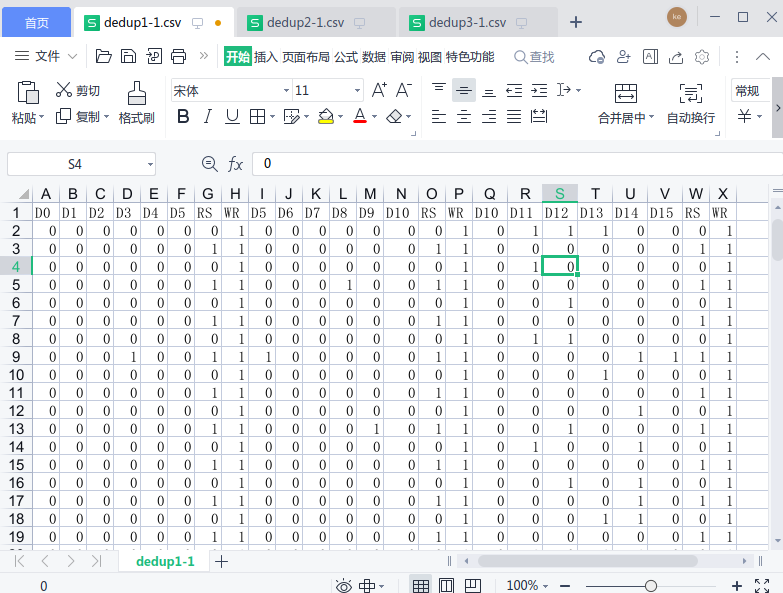 首页 S dedup1-1.csv S dedup2-1.csv S dedup3-1.csv + ke
文件 » 开始 插入 页面布局 公式 数据 审阅 视图 特色功能 查找
剪切 宋体 11 A+ A- 常规
粘贴 复制 格式刷 B I U A 合并居中 自动换行 ¥
S4 fx 0
A B C D E F G H I J K L M N O P Q R S T U V W X
1 D0 D1 D2 D3 D4 D5 RS WR D5 D6 D7 D8 D9 D10 RS WR D10 D11 D12 D13 D14 D15 RS WR
2 0 0 0 0 0 0 0 1 0 0 0 0 0 0 0 1 0 1 1 1 0 0 0 1
3 0 0 0 0 0 0 1 1 0 0 0 0 0 0 1 1 0 0 0 0 0 0 1 1
4 0 0 0 0 0 0 0 1 0 0 0 0 0 0 0 1 0 1 0 0 0 0 0 1
5 0 0 0 0 0 0 1 1 0 0 0 1 0 0 1 1 0 0 0 0 0 0 1 1
6 0 0 0 0 0 0 0 1 0 0 0 0 0 0 0 1 0 0 1 0 0 0 0 1
7 0 0 0 0 0 0 1 1 0 0 0 0 0 0 1 1 0 0 0 0 0 0 1 1
8 0 0 0 0 0 0 0 1 0 0 0 0 0 0 0 1 0 1 1 0 0 0 0 1
9 0 0 0 1 0 0 1 1 1 0 0 0 0 0 1 1 0 0 0 0 1 1 1 1
10 0 0 0 0 0 0 0 1 0 0 0 0 0 0 0 1 0 0 0 1 0 0 0 1
11 0 0 0 0 0 0 1 1 0 0 0 0 0 0 1 1 0 0 0 0 0 0 1 1
12 0 0 0 0 0 0 0 1 0 0 0 0 0 0 0 1 0 0 0 0 1 0 0 1
13 0 0 0 0 0 0 1 1 0 0 0 0 1 0 1 1 0 0 1 0 0 0 1 1
14 0 0 0 0 0 0 0 1 0 0 0 0 0 0 0 1 0 1 0 0 1 0 0 1
15 0 0 0 0 0 0 1 1 0 0 0 0 0 0 1 1 0 0 0 0 0 0 1 1
16 0 0 0 0 0 0 0 1 0 0 0 0 0 0 0 1 0 0 1 0 1 0 0 1
17 0 0 0 0 0 0 1 1 0 0 0 0 0 0 1 1 0 0 0 0 1 0 1 1
18 0 0 0 0 0 0 0 1 0 0 0 0 0 0 0 1 0 0 0 1 1 0 0 1
19 0 0 0 0 0 0 1 1 0 0 0 0 0 0 1 1 0 0 0 0 0 0 1 1
dedup1-1 +
0 100% − +